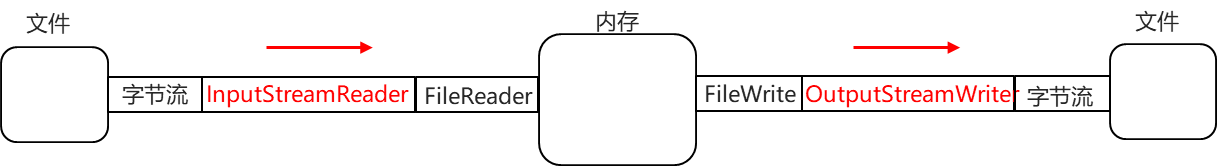 文件
内存
文件
字节流
InputStreamReader
FileReader
FileWrite
OutputStreamWriter
字节流